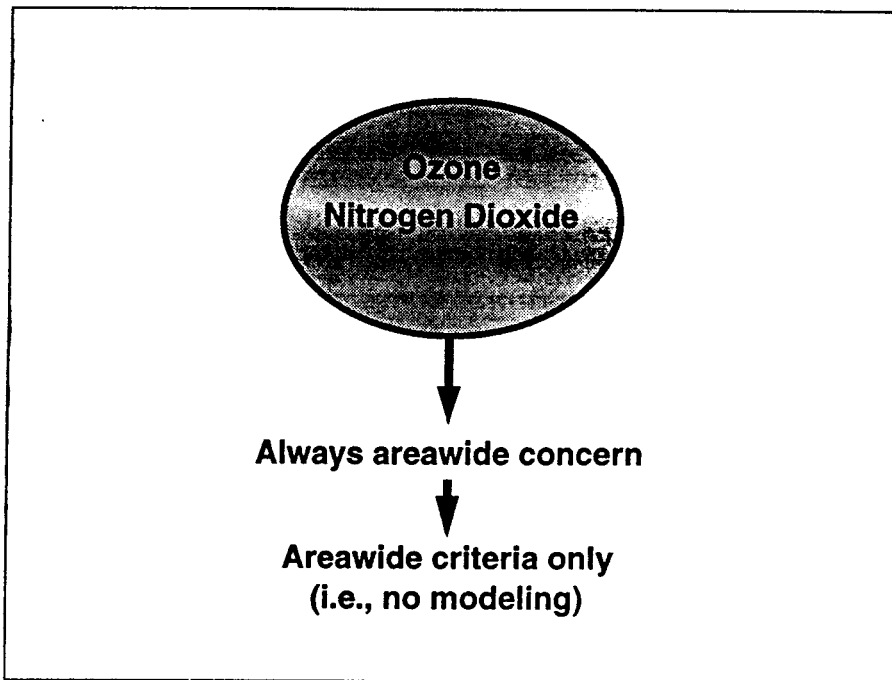 Ozone
Nitrogen Dioxide
Always areawide concern
Areawide criteria only
(i.e., no modeling)